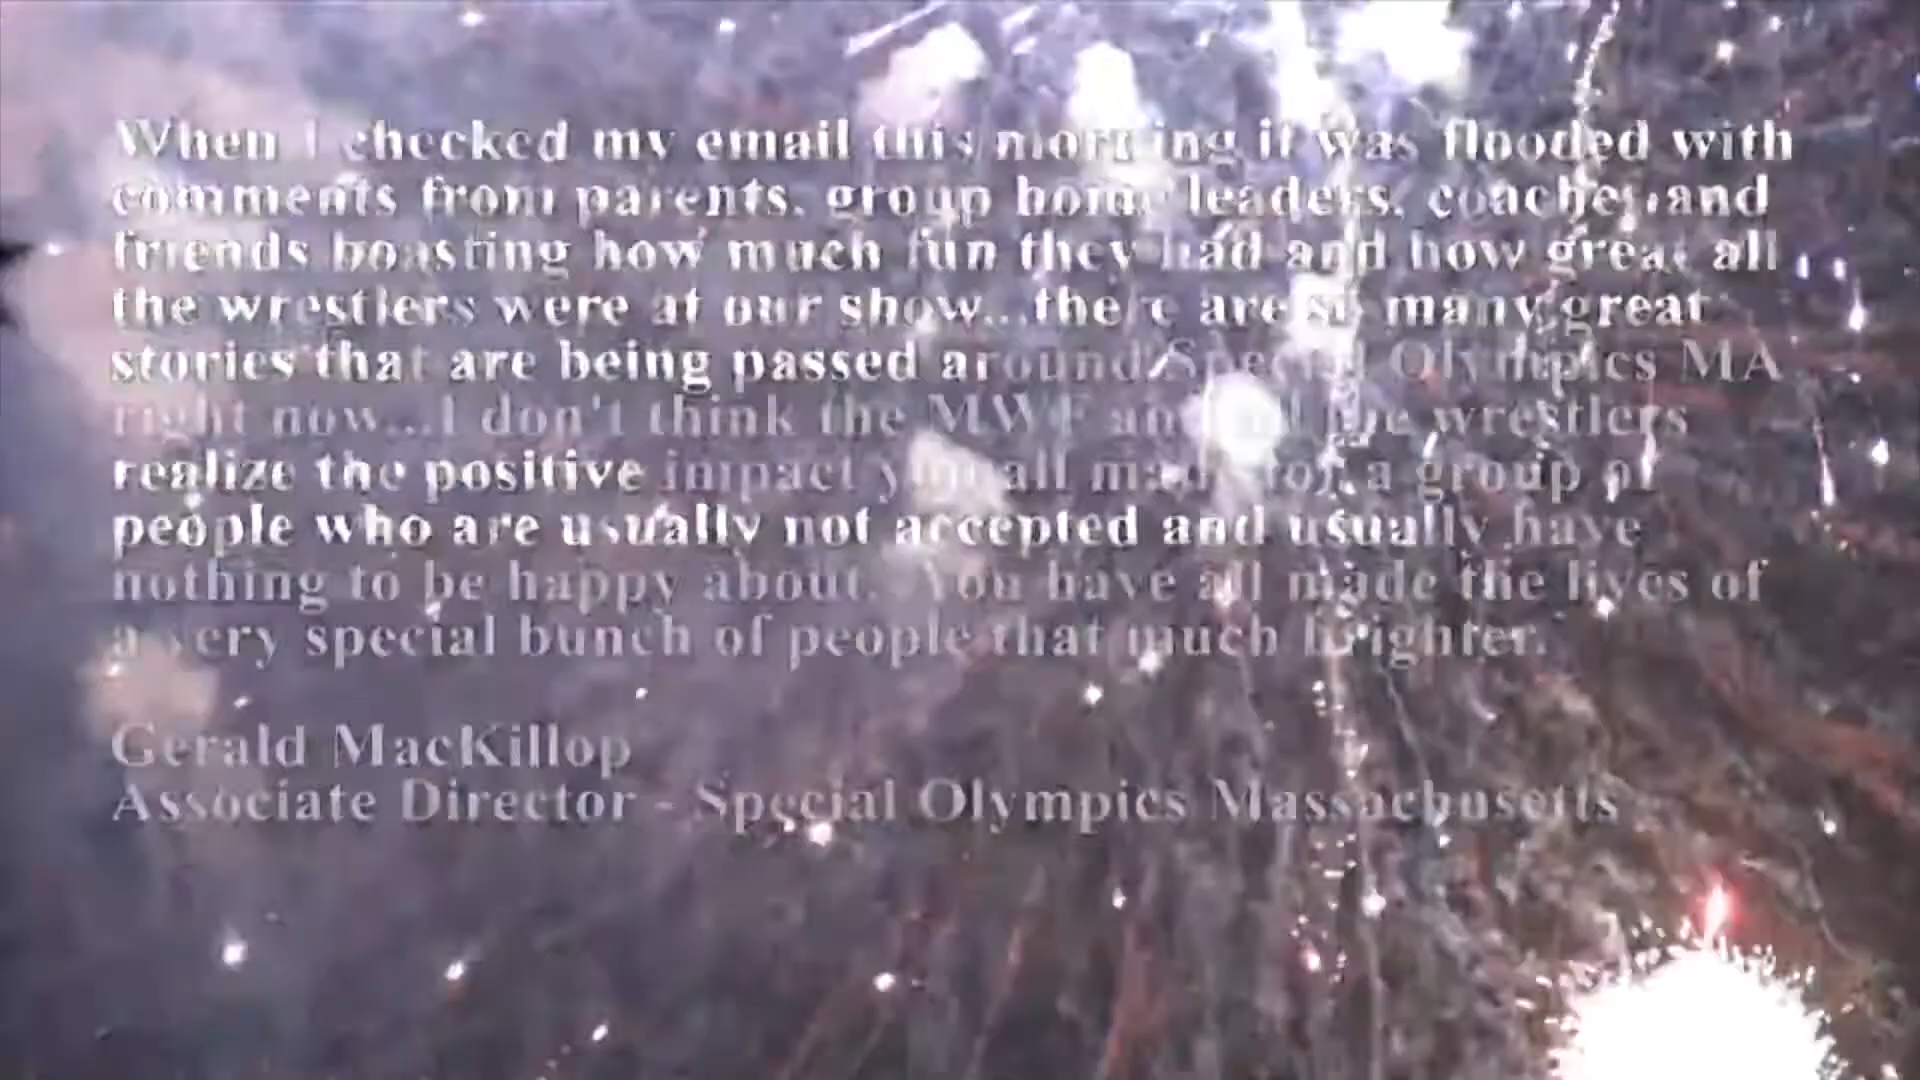 When I checked my email this morning it was flooded with
comments from parents, group home leaders, coaches and
friends boasting how much fun they had and how great all
the wrestlers were at our show...there are so many great
stories that are being passed around Special Olympics MA
right now...I don't think the MWF and all the wrestlers
realize the positive impact you all made for a group of
people who are usually not accepted and usually have
nothing to be happy about. You have all made the lives of
a very special bunch of people that much brighter.
Gerald MacKillop
Associate Director - Special Olympics Massachusetts